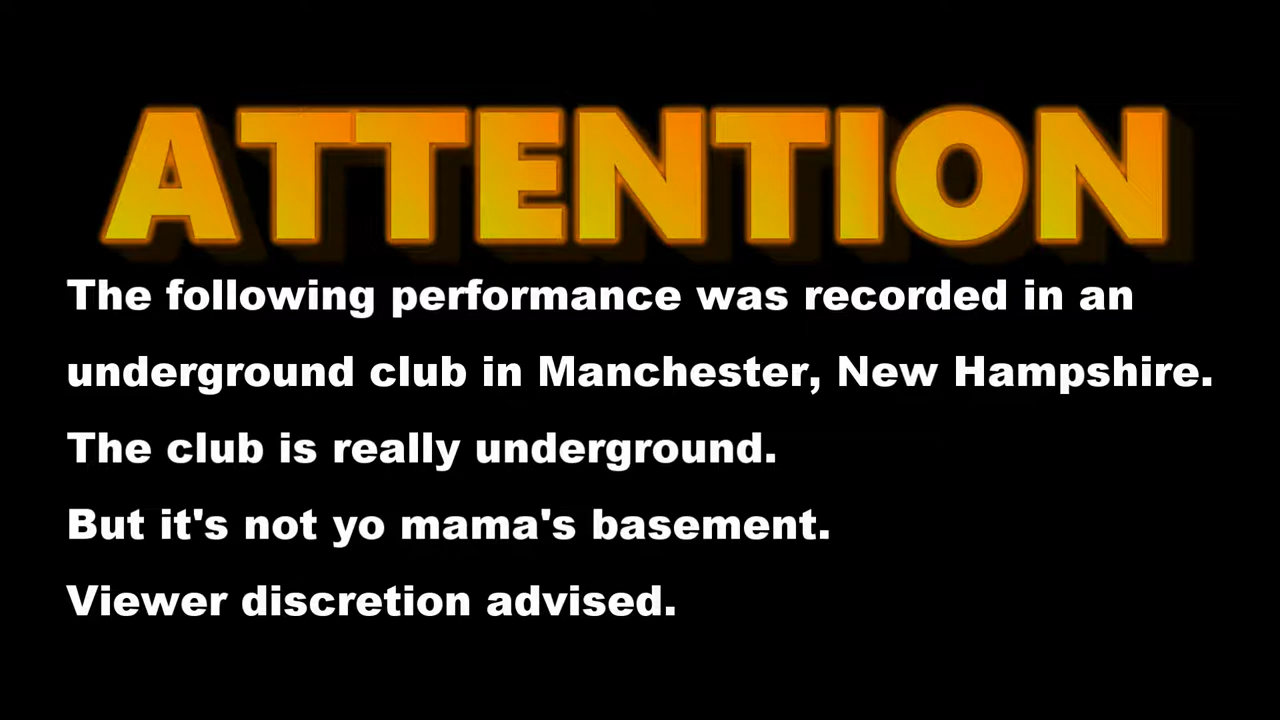 ATTENTION
The following performance was recorded in an
underground club in Manchester, New Hampshire.
The club is really underground.
But it's not yo mama's basement.
Viewer discretion advised.